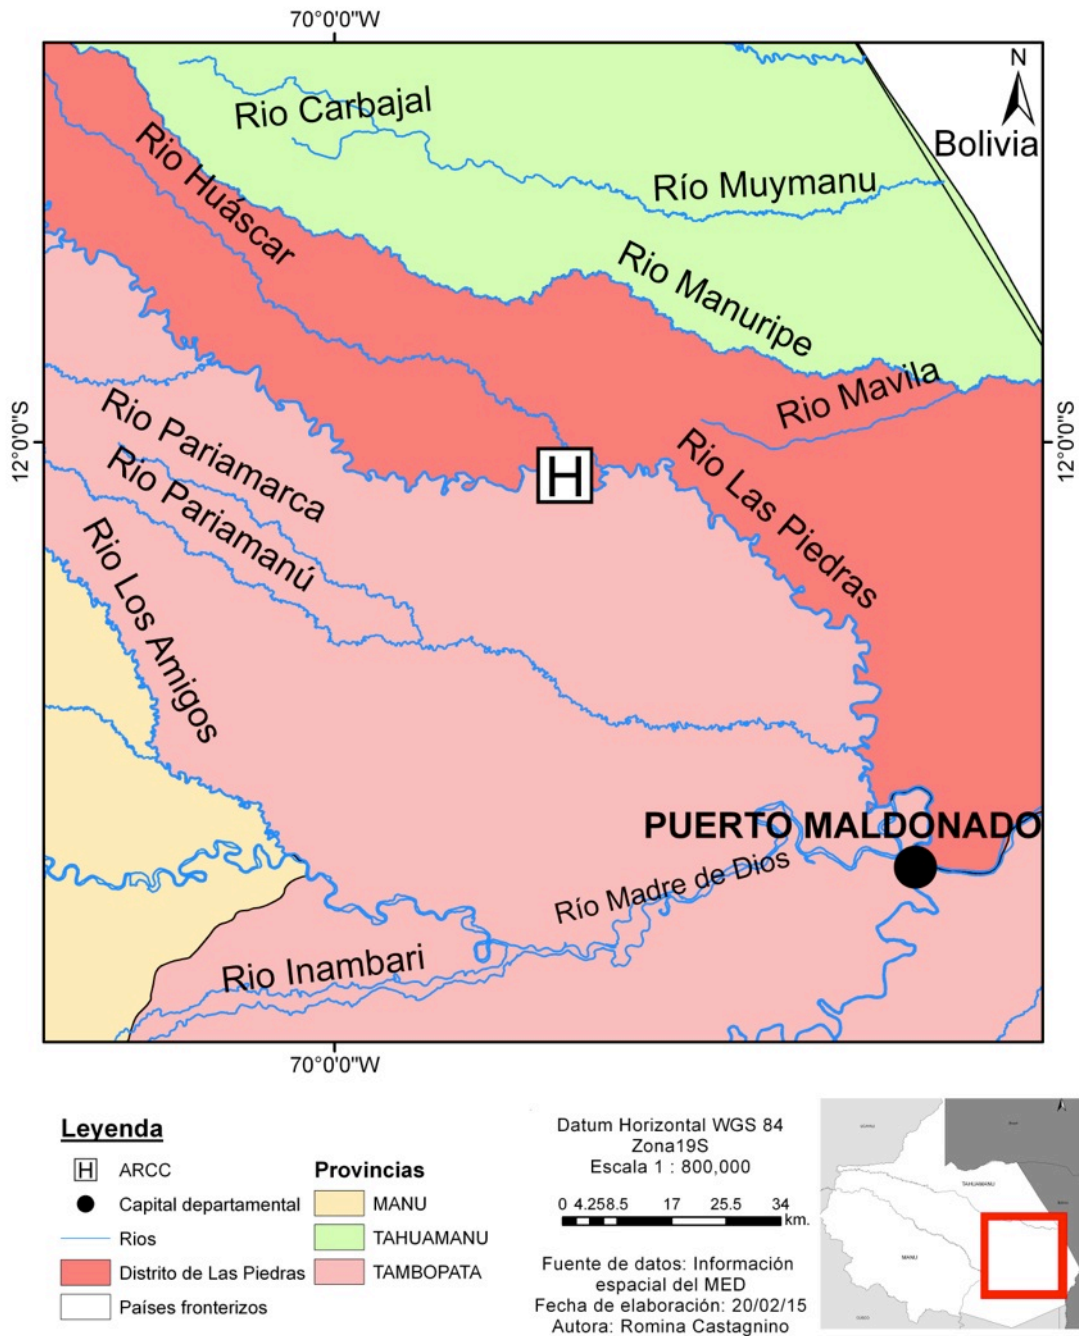 70°0'0"W
N
Rio Carbajal
Bolivia
Rio Huáscar
Río Muymanu
Rio Manuripe
Rio Mavila
12°0'0"S
12°0'0"S
Rio Pariamarca
Rio Las Piedras
H
Rio Pariamanú
Rio Los Amigos
PUERTO MALDONADO
Río Madre de Dios
Rio Inambari
70°0'0"W
Leyenda
H ARCC
Capital departamental
Rios
Distrito de Las Piedras
Países fronterizos
Provincias
MANU
TAHUAMANU
TAMBOPATA
Datum Horizontal WGS 84
Zona19S
Escala 1 : 800,000
0 4.258.5 17 25.5 34
km.
Fuente de datos: Información
espacial del MED
Fecha de elaboración: 20/02/15
Autora: Romina Castagnino
TAHUAMANU
MANU